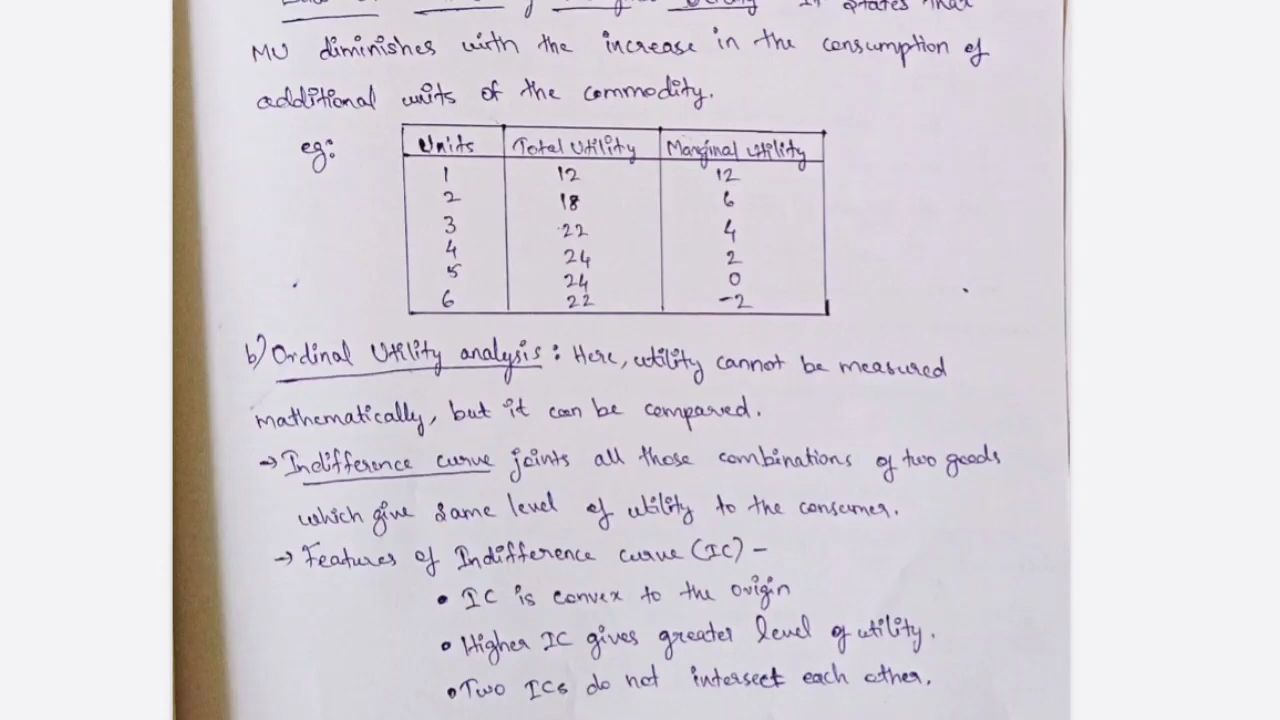 It states that
MU diminishes with the increase in the consumption of
additional units of the commodity.
eg:
Units Total Utility Marginal Utility
1 12 12
2 18 6
3 22 4
4 24 2
5 24 0
6 22 -2
b) Ordinal Utility analysis : Here, utility cannot be measured
mathematically, but it can be compared.
→ Indifference curve joints all those combinations of two goods
which give same level of utility to the consumer.
→ Features of Indifference curve (IC) -
• IC is convex to the origin
• Higher IC gives greater level of utility.
• Two ICs do not intersect each other.